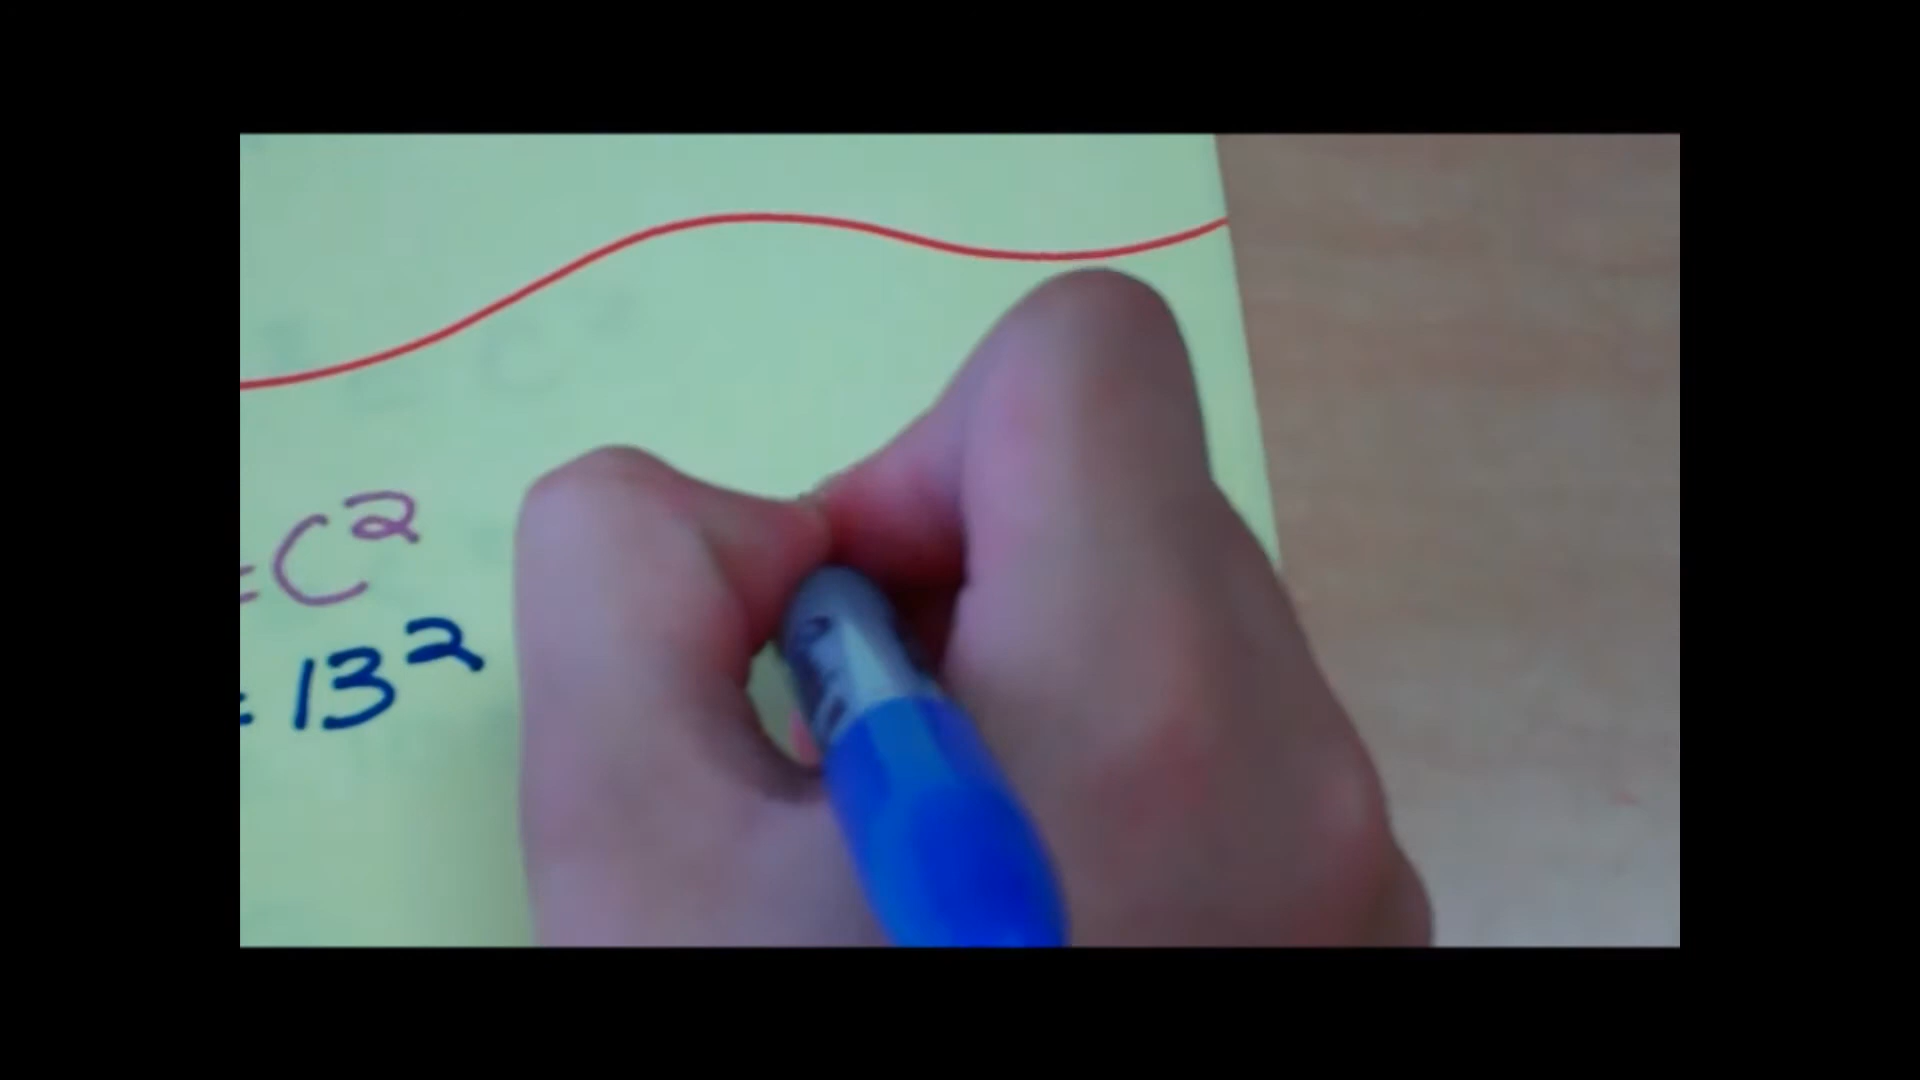 =C²
= 13²